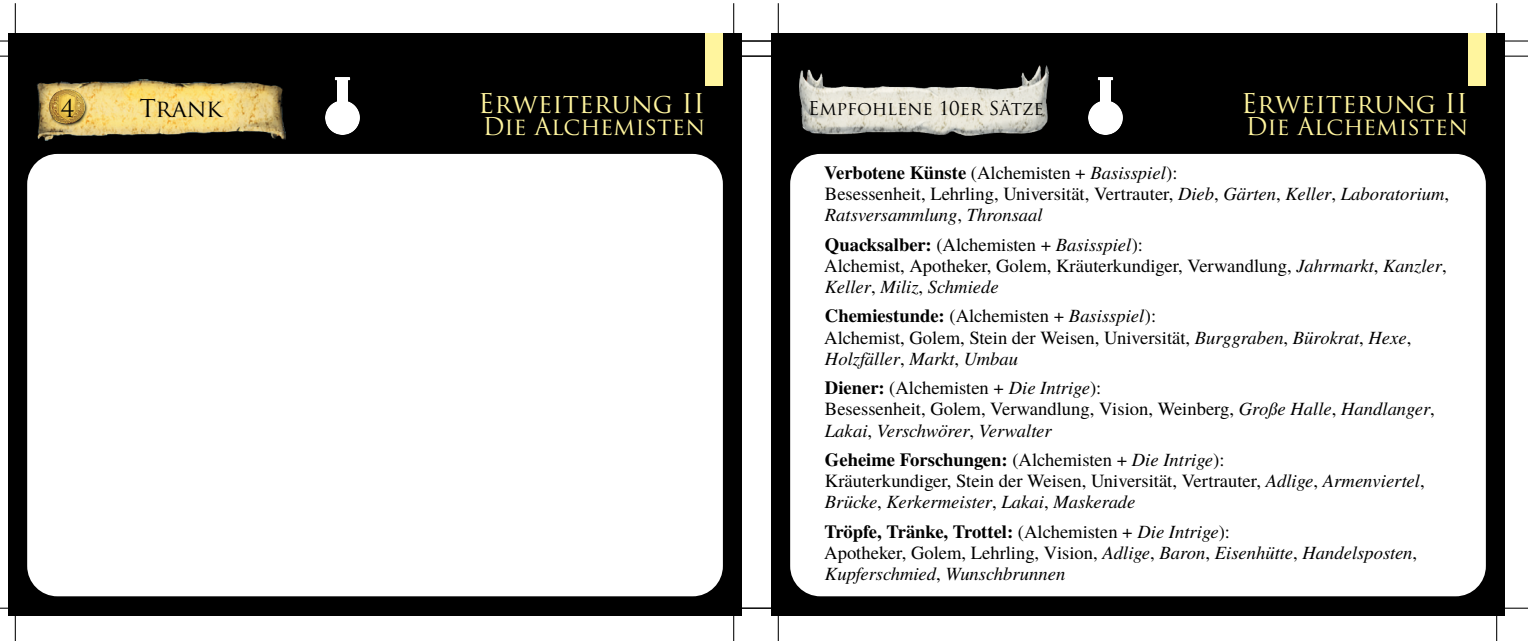 4
TRANK
ERWEITERUNG II
DIE ALCHEMISTEN
EMPFOHLENE 10ER SÄTZE
ERWEITERUNG II
DIE ALCHEMISTEN
Verbotene Künste (Alchemisten + Basisspiel):
Besessenheit, Lehrling, Universität, Vertrauter, Dieb, Gärten, Keller, Laboratorium,
Ratsversammlung, Thronsaal
Quacksalber: (Alchemisten + Basisspiel):
Alchemist, Apotheker, Golem, Kräuterkundiger, Verwandlung, Jahrmarkt, Kanzler,
Keller, Miliz, Schmiede
Chemiestunde: (Alchemisten + Basisspiel):
Alchemist, Golem, Stein der Weisen, Universität, Burggraben, Bürokrat, Hexe,
Holzfäller, Markt, Umbau
Diener: (Alchemisten + Die Intrige):
Besessenheit, Golem, Verwandlung, Vision, Weinberg, Große Halle, Handlanger,
Lakai, Verschwörer, Verwalter
Geheime Forschungen: (Alchemisten + Die Intrige):
Kräuterkundiger, Stein der Weisen, Universität, Vertrauter, Adlige, Armenviertel,
Brücke, Kerkermeister, Lakai, Maskerade
Tröpfe, Tränke, Trottel: (Alchemisten + Die Intrige):
Apotheker, Golem, Lehrling, Vision, Adlige, Baron, Eisenhütte, Handelsposten,
Kupferschmied, Wunschbrunnen